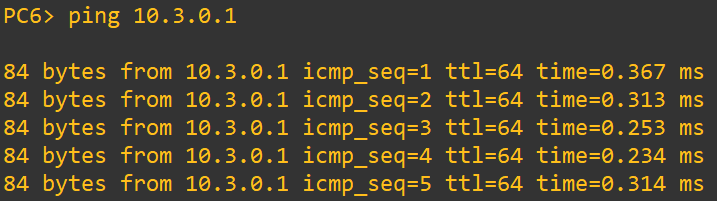 PC6> ping 10.3.0.1
84 bytes from 10.3.0.1 icmp_seq=1 ttl=64 time=0.367 ms
84 bytes from 10.3.0.1 icmp_seq=2 ttl=64 time=0.313 ms
84 bytes from 10.3.0.1 icmp_seq=3 ttl=64 time=0.253 ms
84 bytes from 10.3.0.1 icmp_seq=4 ttl=64 time=0.234 ms
84 bytes from 10.3.0.1 icmp_seq=5 ttl=64 time=0.314 ms